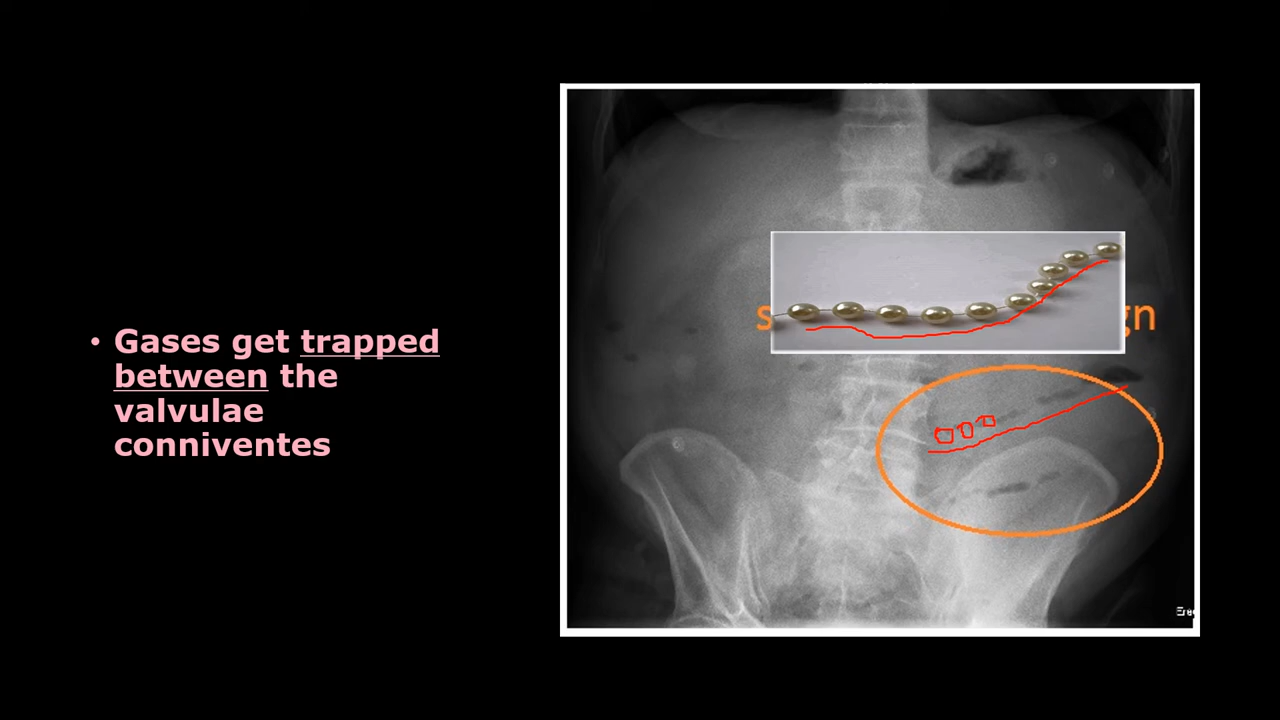 • Gases get trapped
between the
valvulae
conniventes